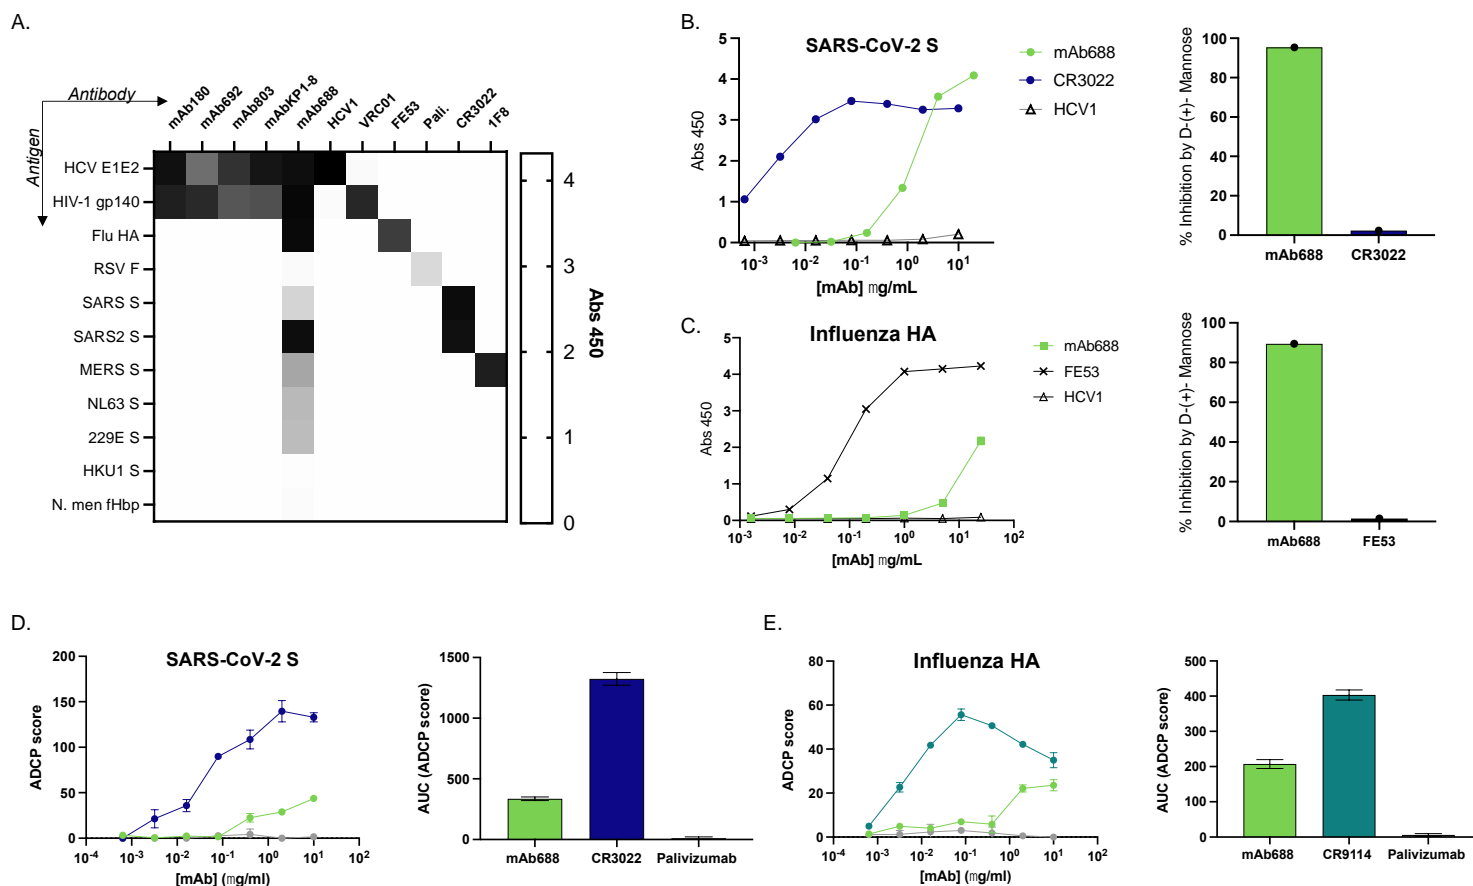 A.
Antibody
Antigen
mAb180
mAb692
mAb803
mAbKP1-8
mAb688
HCV1
VRC01
FE53
Pali.
CR3022
1F8
HCV E1E2
HIV-1 gp140
Flu HA
RSV F
SARS S
SARS2 S
MERS S
NL63 S
229E S
HKU1 S
N. men fHbp
4
3
2
1
0
Abs 450
B.
SARS-CoV-2 S
5
4
3
2
1
0
Abs 450
10-3
10-2
10-1
100
101
[mAb] mg/mL
mAb688
CR3022
HCV1
100
80
60
40
20
0
% Inhibition by D-(+)- Mannose
mAb688
CR3022
C.
Influenza HA
5
4
3
2
1
0
Abs 450
10-3
10-2
10-1
100
101
102
[mAb] mg/mL
mAb688
FE53
HCV1
100
80
60
40
20
0
% Inhibition by D-(+)- Mannose
mAb688
FE53
D.
SARS-CoV-2 S
200
150
100
50
0
ADCP score
10-4
10-3
10-2
10-1
100
101
102
[mAb] (mg/ml)
1500
1000
500
0
AUC (ADCP score)
mAb688
CR3022
Palivizumab
E.
Influenza HA
80
60
40
20
0
ADCP score
10-4
10-3
10-2
10-1
100
101
102
[mAb] (mg/ml)
500
400
300
200
100
0
AUC (ADCP score)
mAb688
CR9114
Palivizumab